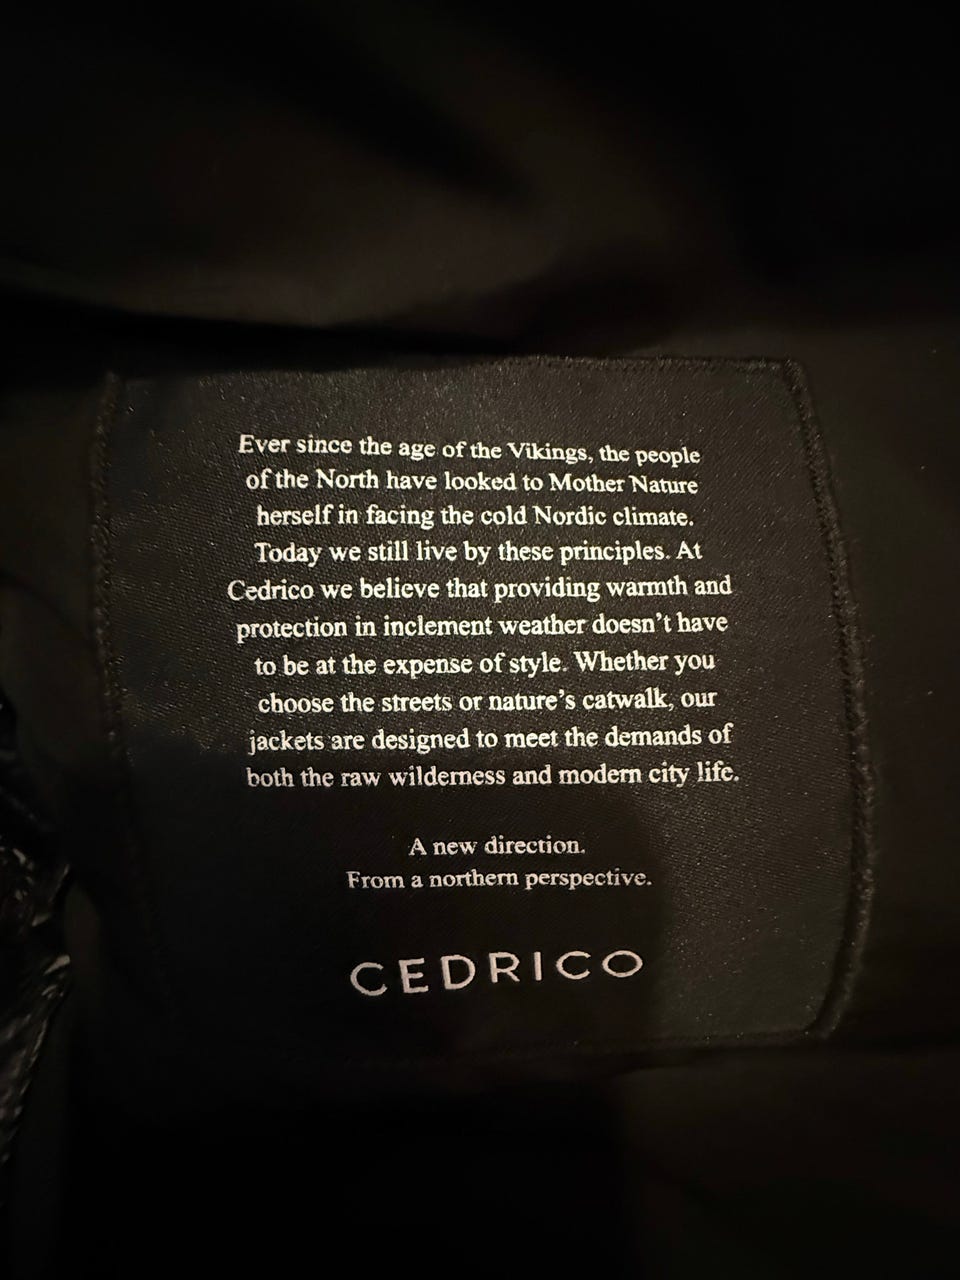 Ever since the age of the Vikings, the people
of the North have looked to Mother Nature
herself in facing the cold Nordic climate.
Today we still live by these principles. At
Cedrico we believe that providing warmth and
protection in inclement weather doesn't have
to be at the expense of style. Whether you
choose the streets or nature's catwalk, our
jackets are designed to meet the demands of
both the raw wilderness and modern city life.
A new direction.
From a northern perspective.
CEDRICO